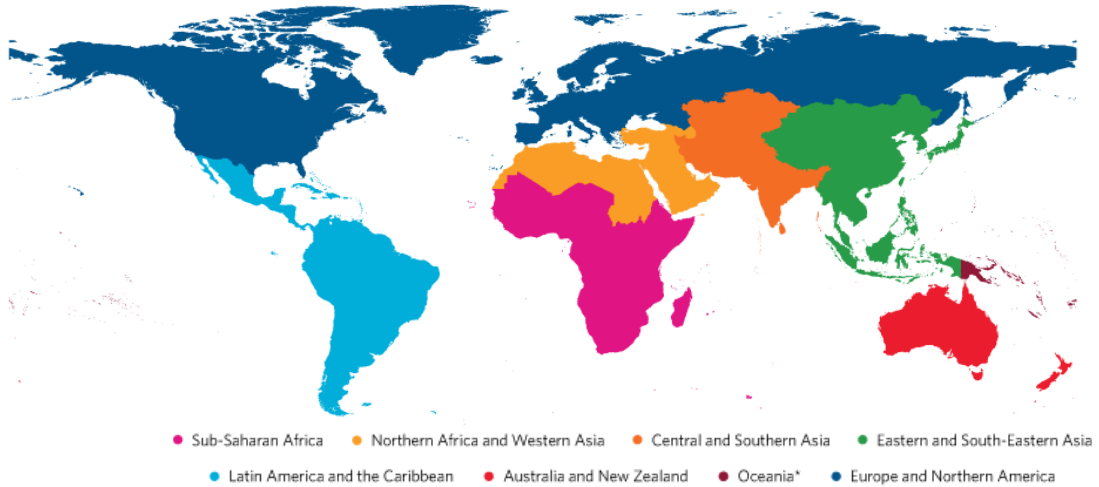 Sub-Saharan Africa Northern Africa and Western Asia Central and Southern Asia Eastern and South-Eastern Asia
Latin America and the Caribbean Australia and New Zealand Oceania* Europe and Northern America